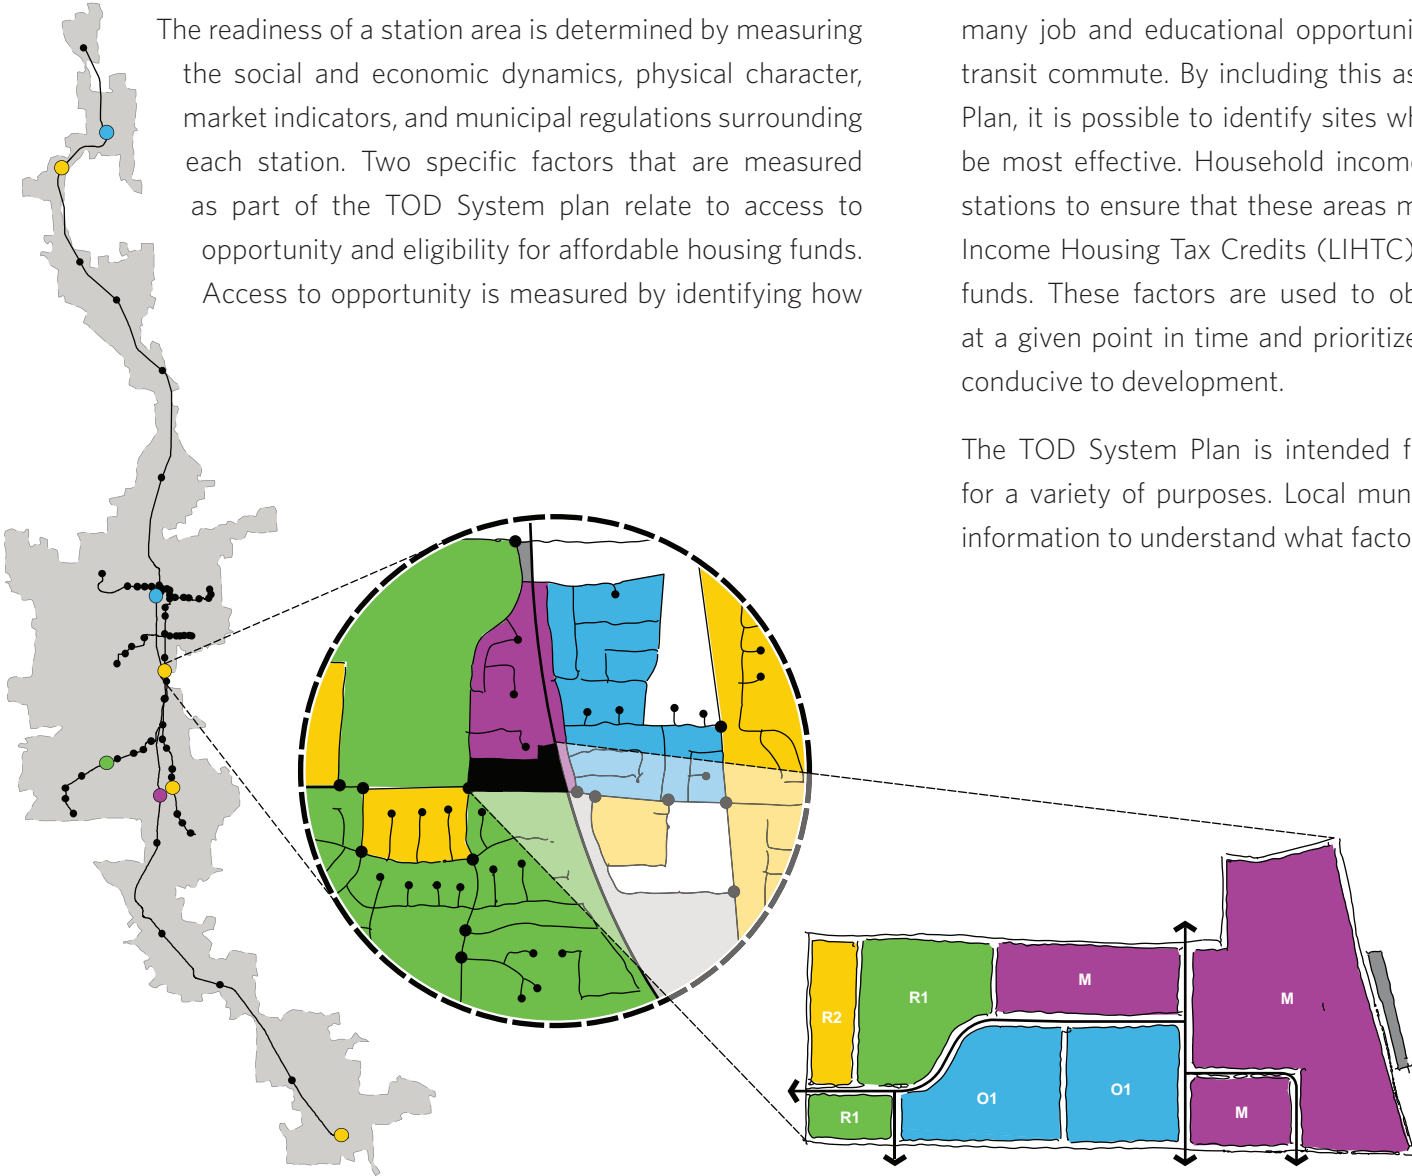 The readiness of a station area is determined by measuring
the social and economic dynamics, physical character,
market indicators, and municipal regulations surrounding
each station. Two specific factors that are measured
as part of the TOD System plan relate to access to
opportunity and eligibility for affordable housing funds.
Access to opportunity is measured by identifying how
many job and educational opportuni
transit commute. By including this as
Plan, it is possible to identify sites wh
be most effective. Household income
stations to ensure that these areas m
Income Housing Tax Credits (LIHTC)
funds. These factors are used to ob
at a given point in time and prioritize
conducive to development.
The TOD System Plan is intended f
for a variety of purposes. Local mun
information to understand what facto
R2
R1
M
M
R1
O1
O1
M